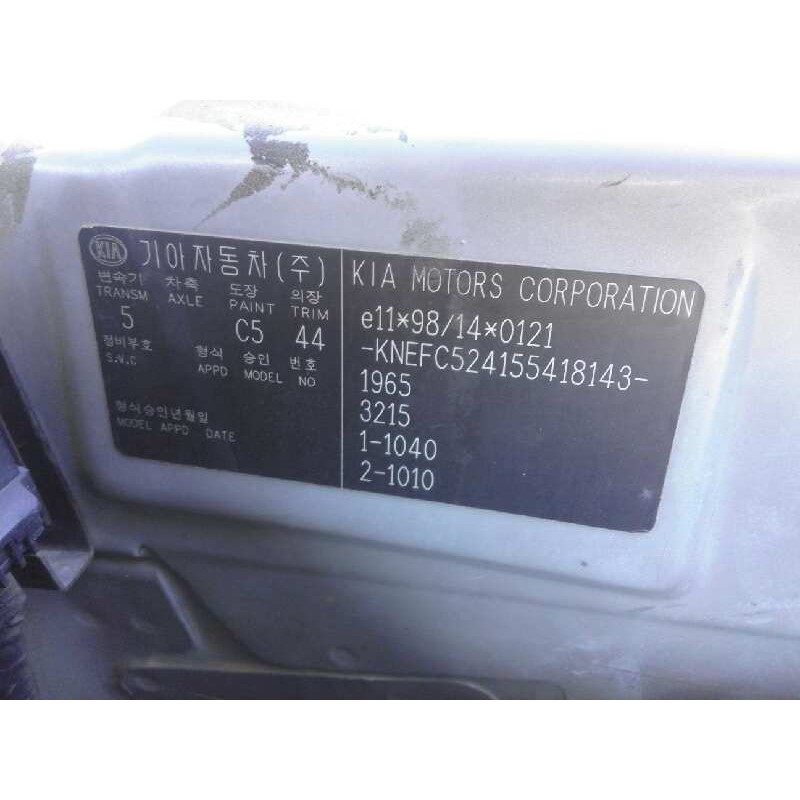 KIA 기아자동차(주)
변속기 차축 도장 의장
TRANSM AXLE PAINT TRIM
5 C5 44
정비부호 형식 승인 번호
S.V.C APPD MODEL NO
형식승인년월일
MODEL APPD DATE
KIA MOTORS CORPORATION
e11*98/14*0121
-KNEFC524155418143-
1965
3215
1-1040
2-1010